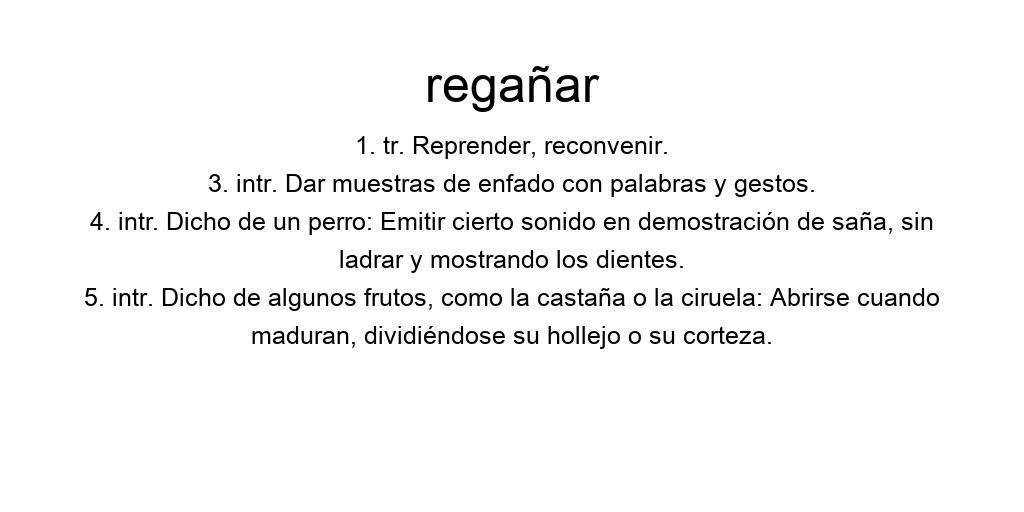 regañar
1. tr. Reprender, reconvenir.
3. intr. Dar muestras de enfado con palabras y gestos.
4. intr. Dicho de un perro: Emitir cierto sonido en demostración de saña, sin
ladrar y mostrando los dientes.
5. intr. Dicho de algunos frutos, como la castaña o la ciruela: Abrirse cuando
maduran, dividiéndose su hollejo o su corteza.